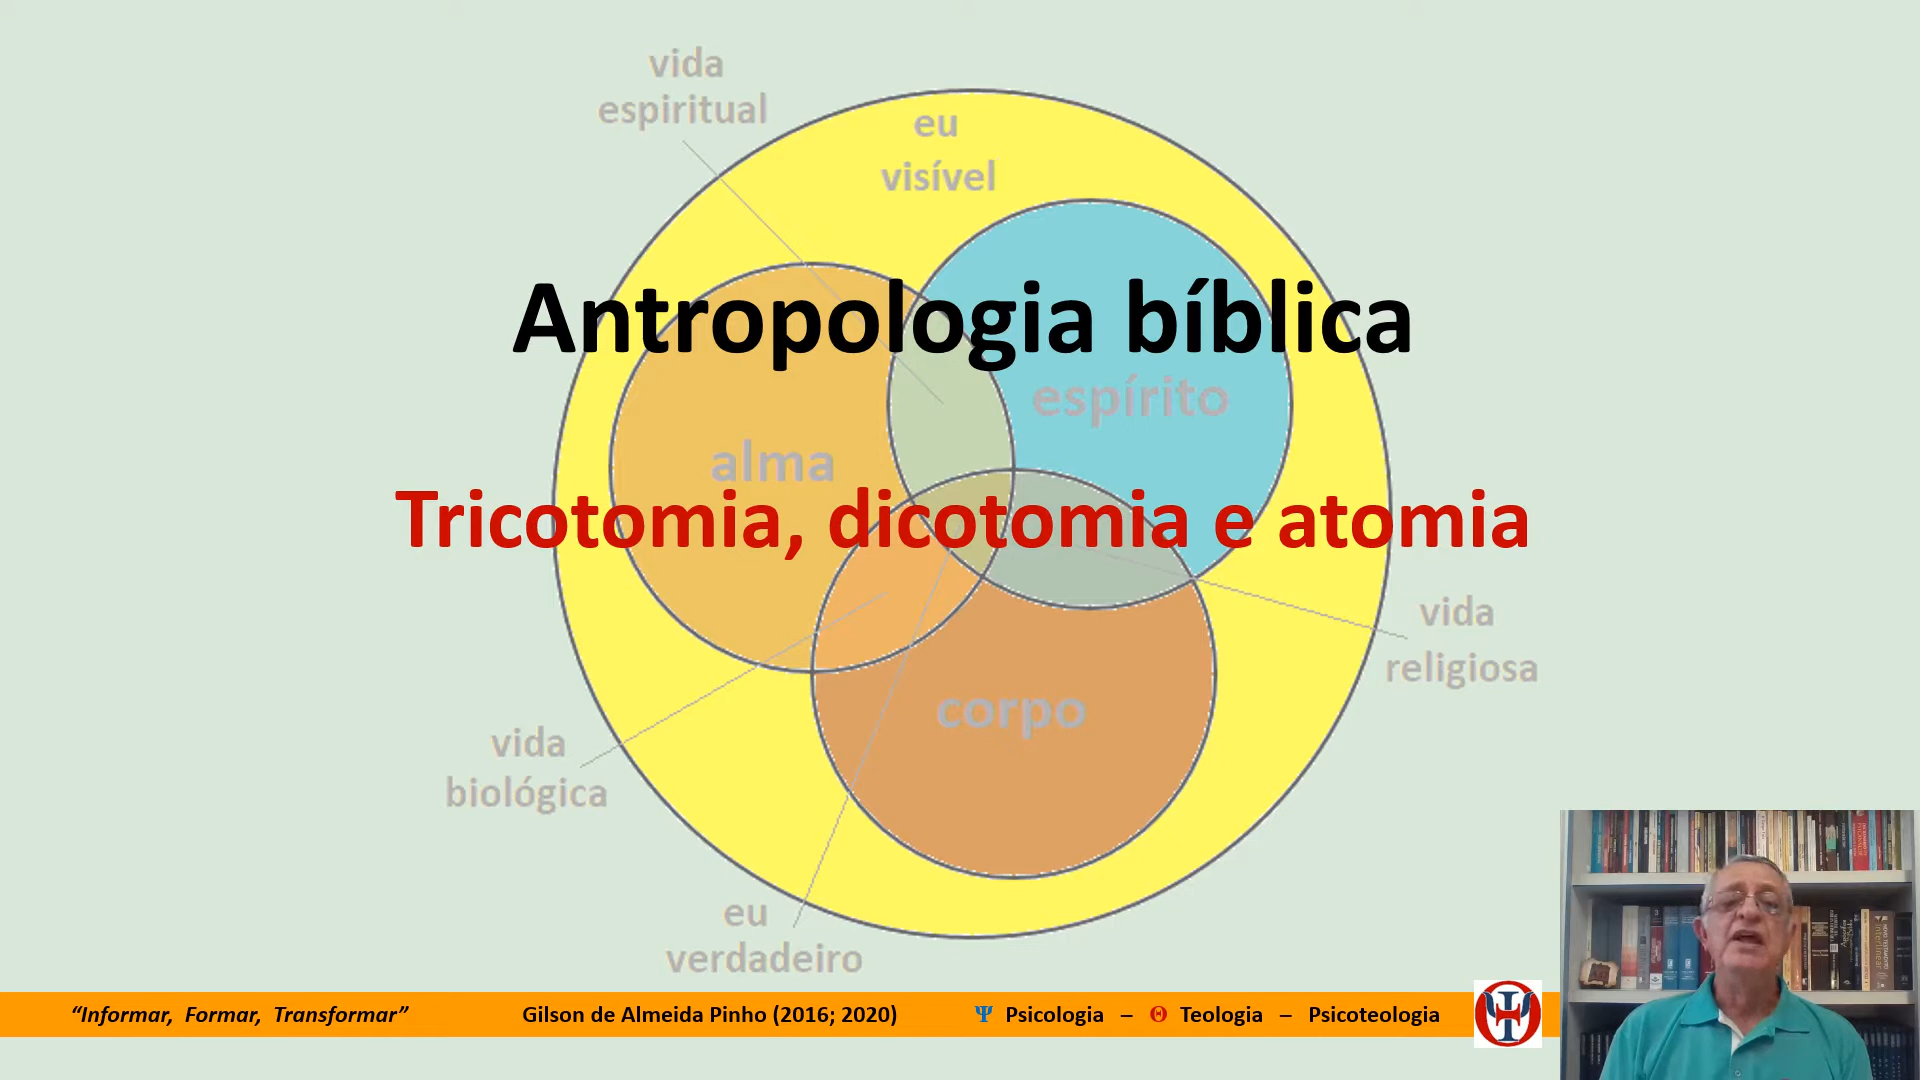 vida
espiritual
eu
visível
Antropologia bíblica
espírito
alma
Tricotomia, dicotomia e atomia
vida
religiosa
corpo
vida
biológica
eu
verdadeiro
“Informar, Formar, Transformar” Gilson de Almeida Pinho (2016; 2020) Ψ Psicologia – Θ Teologia – Psicoteologia